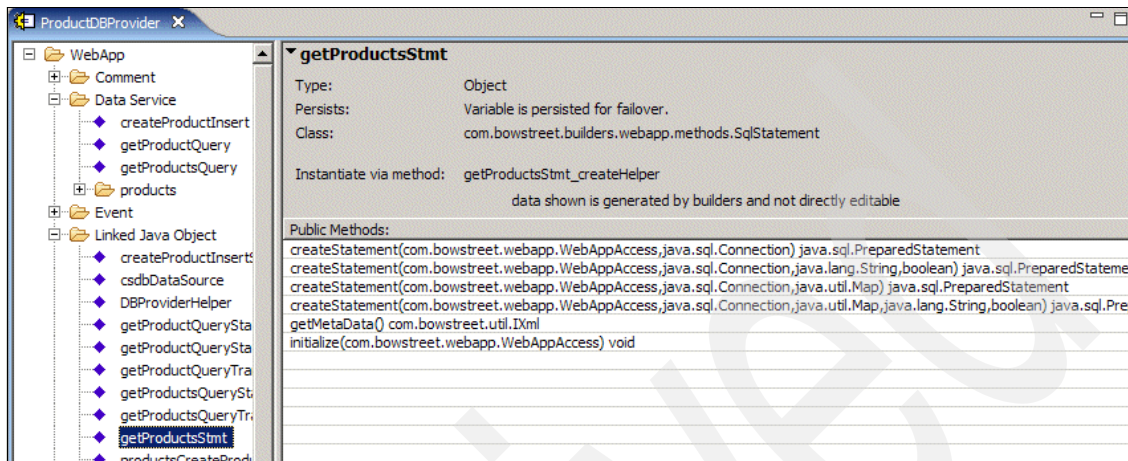 ProductDBProvider
WebApp
Comment
Data Service
createProductInsert
getProductQuery
getProductsQuery
products
Event
Linked Java Object
createProductInsertS
csdbDataSource
DBProviderHelper
getProductQuerySta
getProductQuerySta
getProductQueryTra
getProductsQuerySta
getProductsQueryTra
getProductsStmt
productsCreateProdu
getProductsStmt
Type: Object
Persists: Variable is persisted for failover.
Class: com.bowstreet.builders.webapp.methods.SqlStatement
Instantiate via method: getProductsStmt_createHelper
data shown is generated by builders and not directly editable
Public Methods:
createStatement(com.bowstreet.webapp.WebAppAccess,java.sql.Connection) java.sql.PreparedStatement
createStatement(com.bowstreet.webapp.WebAppAccess,java.sql.Connection,java.lang.String,boolean) java.sql.PreparedStateme
createStatement(com.bowstreet.webapp.WebAppAccess,java.sql.Connection,java.util.Map) java.sql.PreparedStatement
createStatement(com.bowstreet.webapp.WebAppAccess,java.sql.Connection,java.util.Map,java.lang.String,boolean) java.sql.Pre
getMetaData() com.bowstreet.util.IXml
initialize(com.bowstreet.webapp.WebAppAccess) void